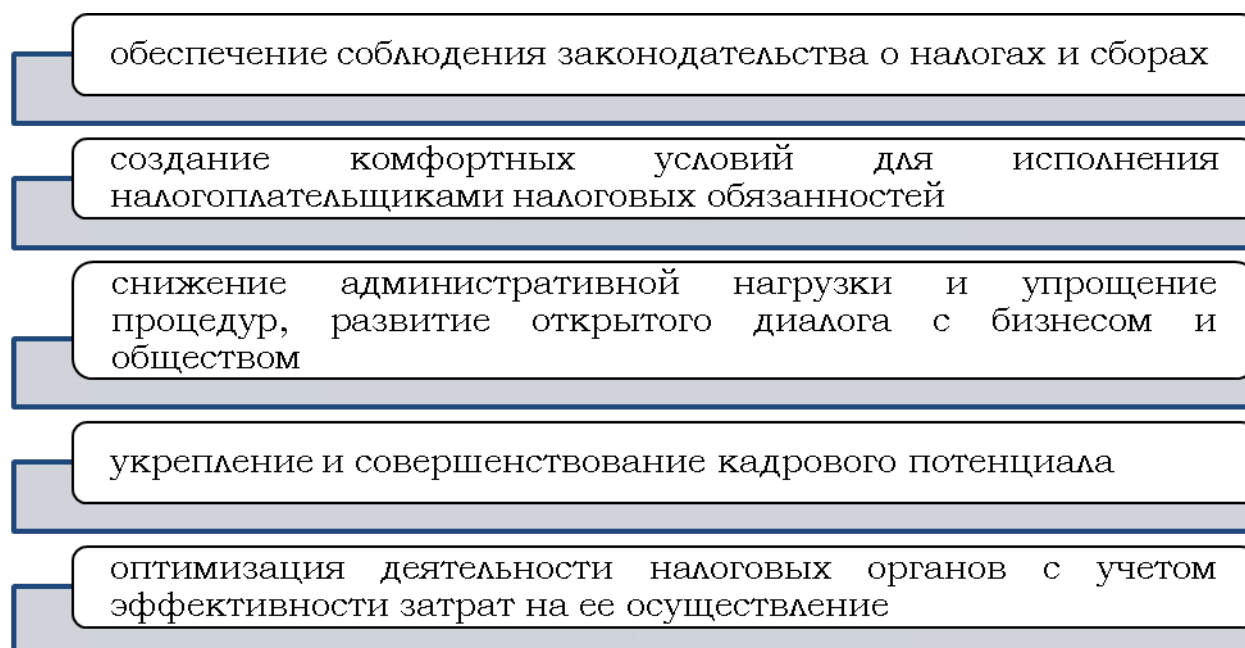 обеспечение соблюдения законодательства о налогах и сборах
создание комфортных условий для исполнения
налогоплательщиками налоговых обязанностей
снижение административной нагрузки и упрощение
процедур, развитие открытого диалога с бизнесом и
обществом
укрепление и совершенствование кадрового потенциала
оптимизация деятельности налоговых органов с учетом
эффективности затрат на ее осуществление